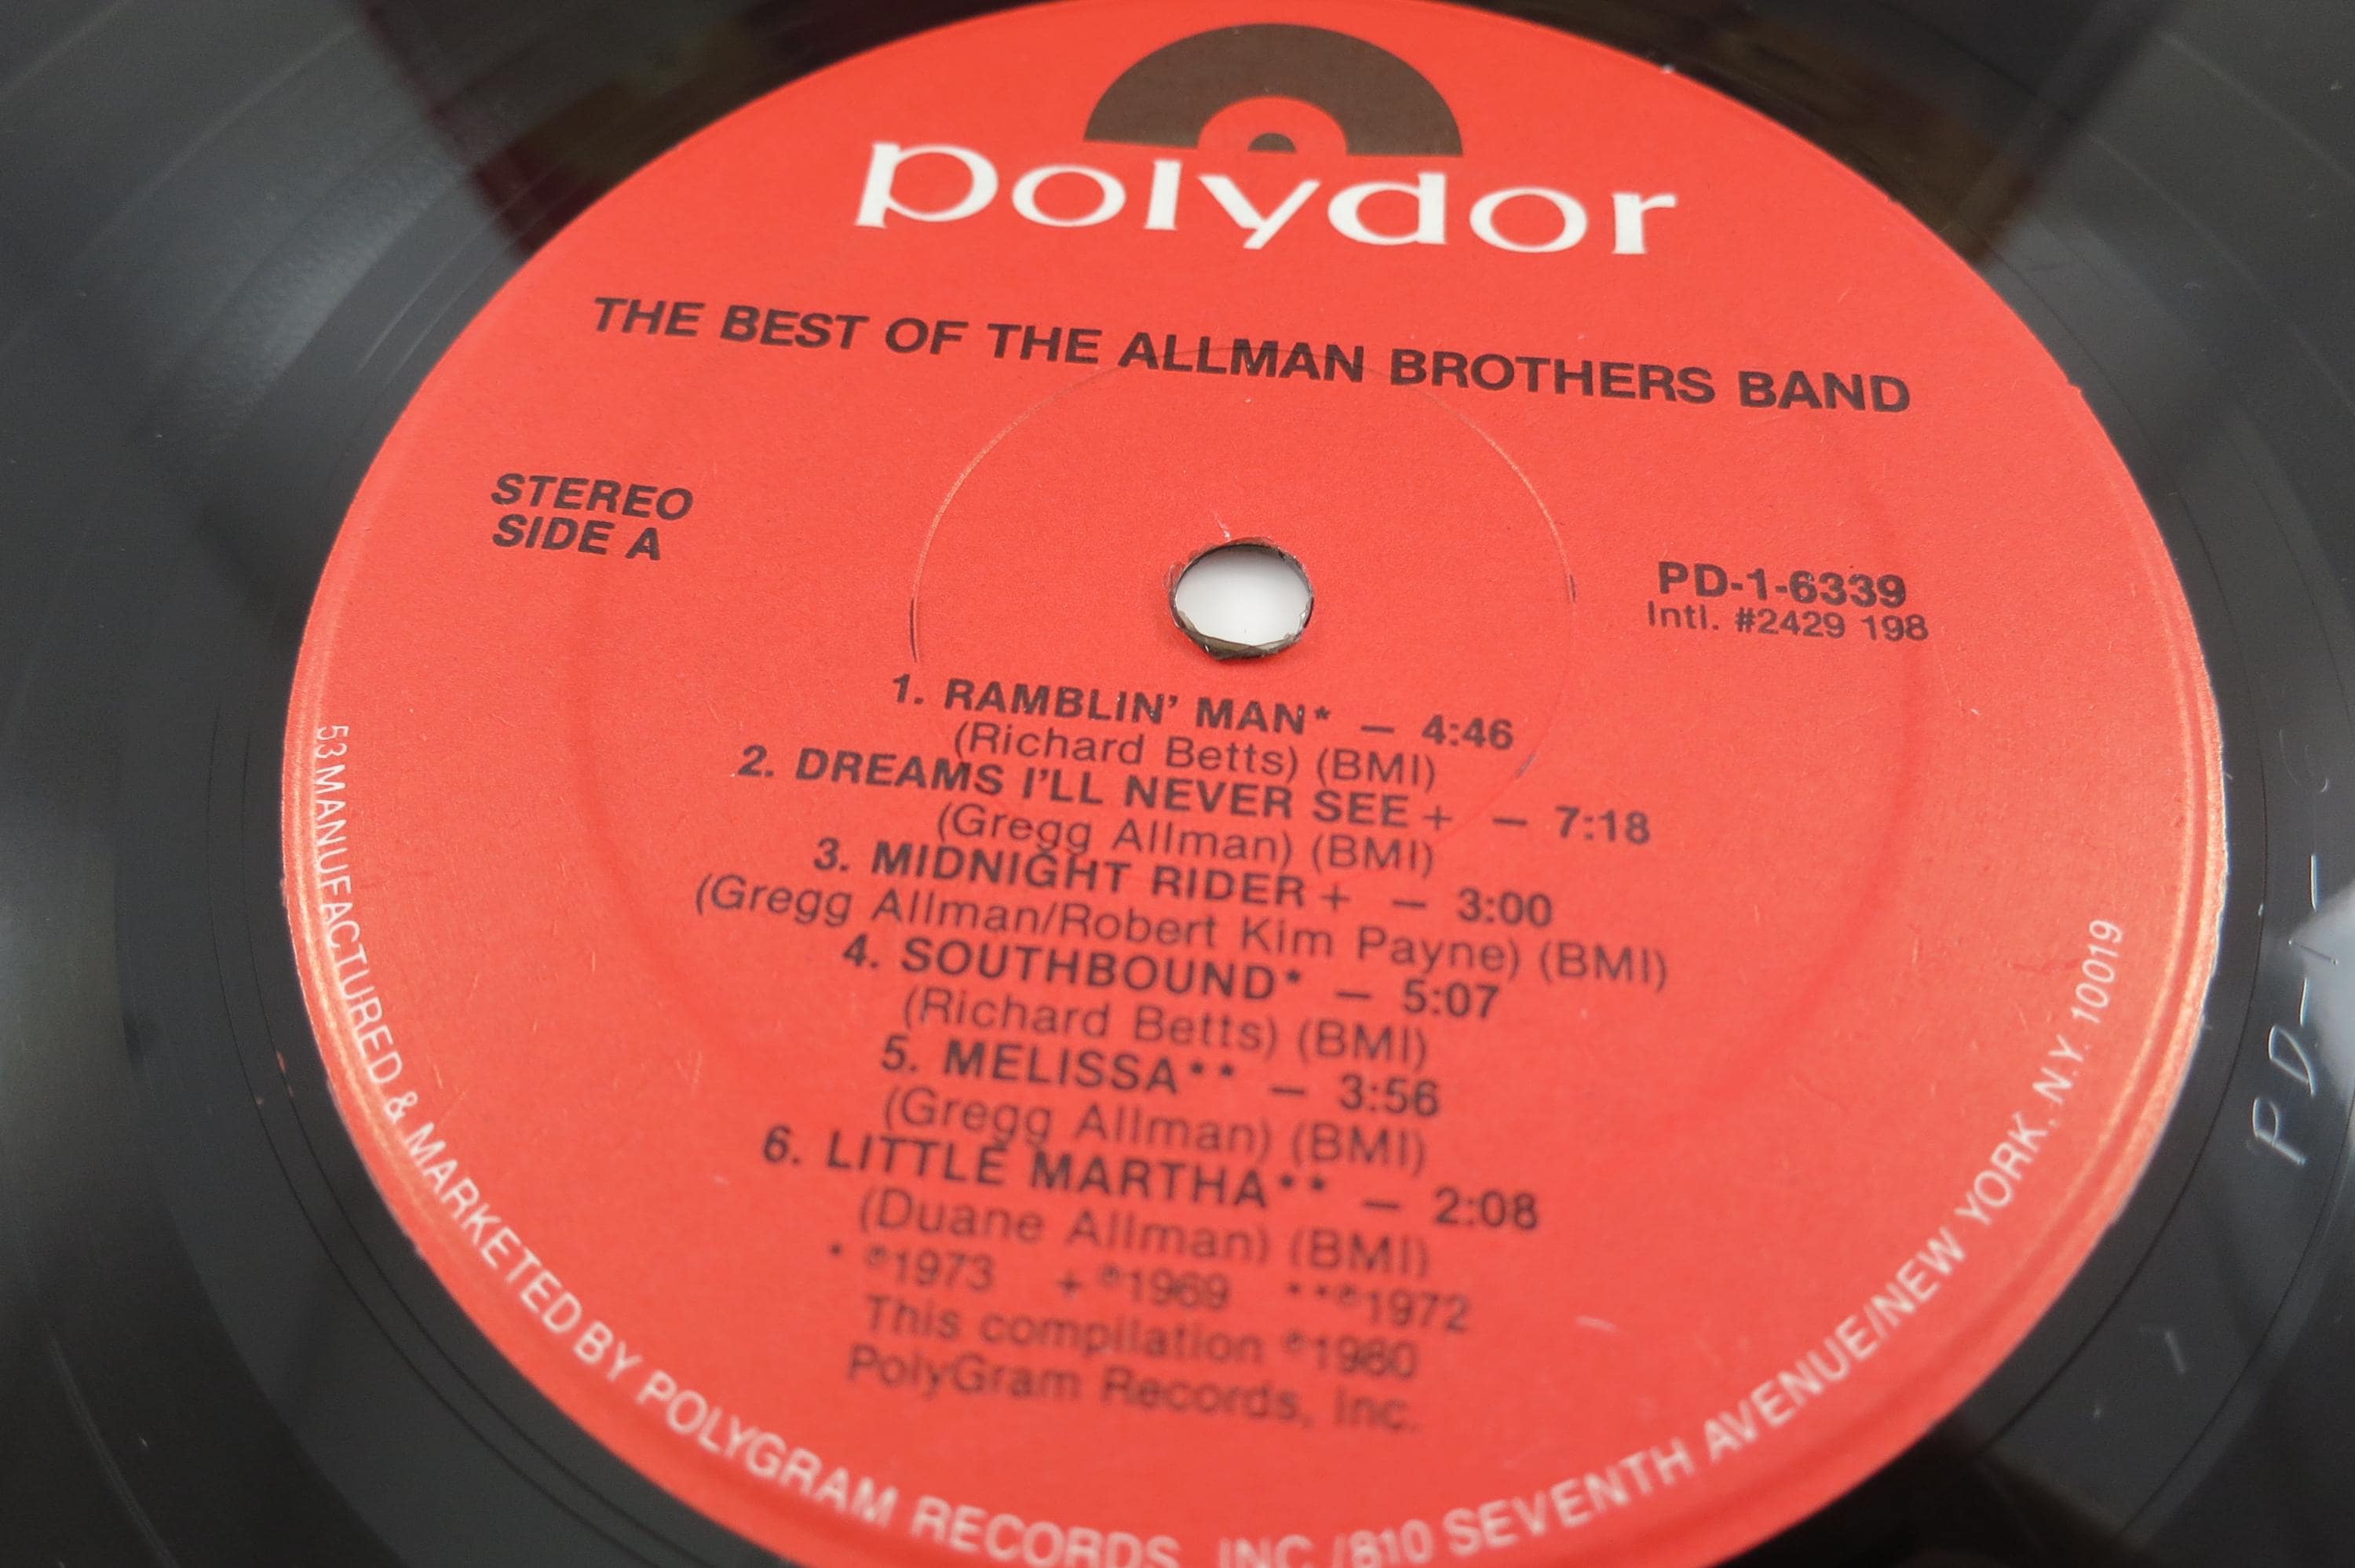 polydor
THE BEST OF THE ALLMAN BROTHERS BAND
STEREO
SIDE A
PD-1-6339
Intl. #2429 198
1. RAMBLIN' MAN* — 4:46
(Richard Betts) (BMI)
2. DREAMS I'LL NEVER SEE + — 7:18
(Gregg Allman) (BMI)
3. MIDNIGHT RIDER + — 3:00
(Gregg Allman/Robert Kim Payne) (BMI)
4. SOUTHBOUND* — 5:07
(Richard Betts) (BMI)
5. MELISSA** — 3:56
(Gregg Allman) (BMI)
6. LITTLE MARTHA** — 2:08
(Duane Allman) (BMI)
* ℗1973 + ℗1969 **℗1972
This compilation ℗1980
PolyGram Records, Inc.
53 MANUFACTURED & MARKETED BY POLYGRAM RECORDS, INC./810 SEVENTH AVENUE/NEW YORK, N.Y. 10019
PD-